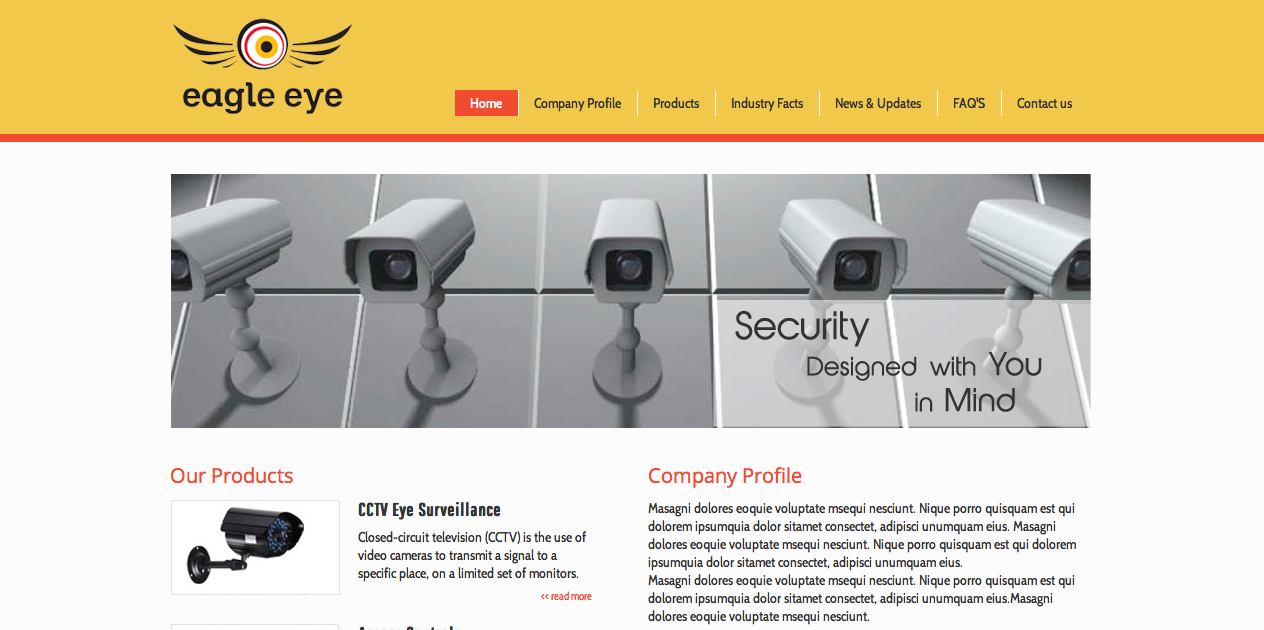 eagle eye
Home
Company Profile
Products
Industry Facts
News & Updates
FAQ'S
Contact us
Security
Designed with You
in Mind
Our Products
CCTV Eye Surveillance
Closed-circuit television (CCTV) is the use of
video cameras to transmit a signal to a
specific place, on a limited set of monitors.
<< read more
Company Profile
Masagni dolores eoquie voluptate msequi nesciunt. Nique porro quisquam est qui
dolorem ipsumquia dolor sitamet consectet, adipisci unumquam eius. Masagni
dolores eoquie voluptate msequi nesciunt. Nique porro quisquam est qui dolorem
ipsumquia dolor sitamet consectet, adipisci unumquam eius.
Masagni dolores eoquie voluptate msequi nesciunt. Nique porro quisquam est qui
dolorem ipsumquia dolor sitamet consectet, adipisci unumquam eius.Masagni
dolores eoquie voluptate msequi nesciunt.